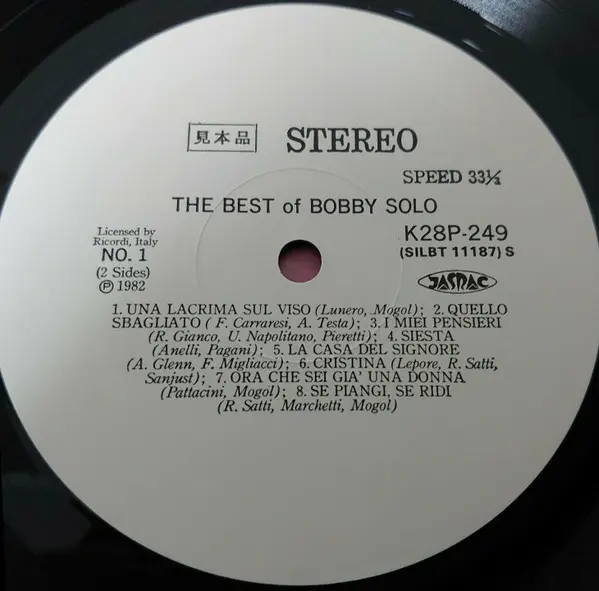 見本品 STEREO
SPEED 33⅓
THE BEST of BOBBY SOLO
Licensed by
Ricordi, Italy
NO. 1
(2 Sides)
Ⓟ 1982
K28P-249
(SILBT 11187) S
JASRAC
1. UNA LACRIMA SUL VISO (Lunero, Mogol); 2. QUELLO
SBAGLIATO ( F. Carraresi, A. Testa); 3. I MIEI PENSIERI
(R. Gianco, U. Napolitano, Pieretti); 4. SIESTA
(Anelli, Pagani); 5. LA CASA DEL SIGNORE
(A. Glenn, F. Migliacci); 6. CRISTINA (Lepore, R. Satti,
Sanjust); 7. ORA CHE SEI GIA' UNA DONNA
(Pattacini, Mogol); 8. SE PIANGI, SE RIDI
(R. Satti, Marchetti, Mogol)